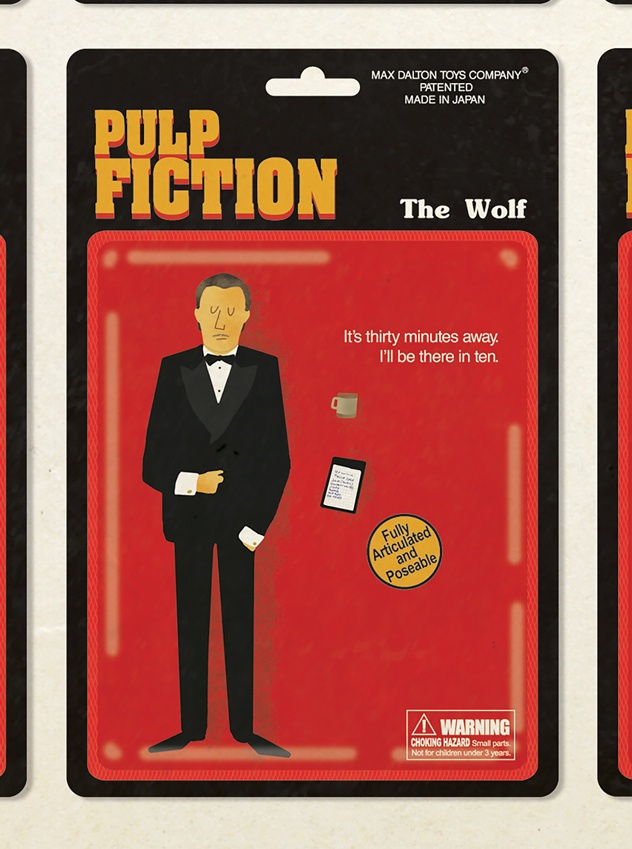 MAX DALTON TOYS COMPANY®
PATENTED
MADE IN JAPAN
PULP
FICTION
The Wolf
It's thirty minutes away.
I'll be there in ten.
Fully
Articulated
and
Poseable
WARNING
CHOKING HAZARD Small parts.
Not for children under 3 years.